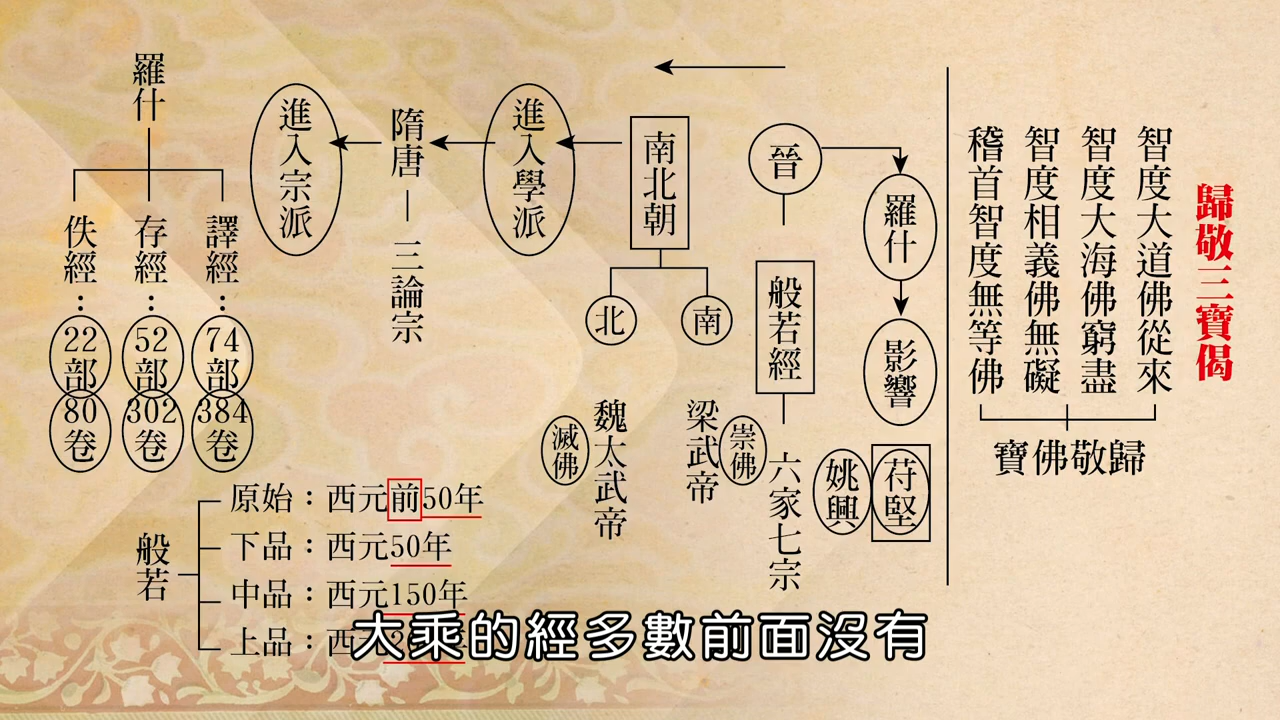 歸敬三寶偈
智度大道佛從來
智度大海佛窮盡
智度相義佛無礙
稽首智度無等佛
寶佛敬歸
晉
羅什
影響
苻堅
姚興
般若經
六家七宗
南北朝
南
北
崇佛
梁武帝
魏太武帝
滅佛
進入學派
隋唐
三論宗
進入宗派
羅什
譯經：
74部
384卷
存經：
52部
302卷
佚經：
22部
80卷
般若
原始：西元前50年
下品：西元50年
中品：西元150年
上品：西
大乘的經多數前面沒有